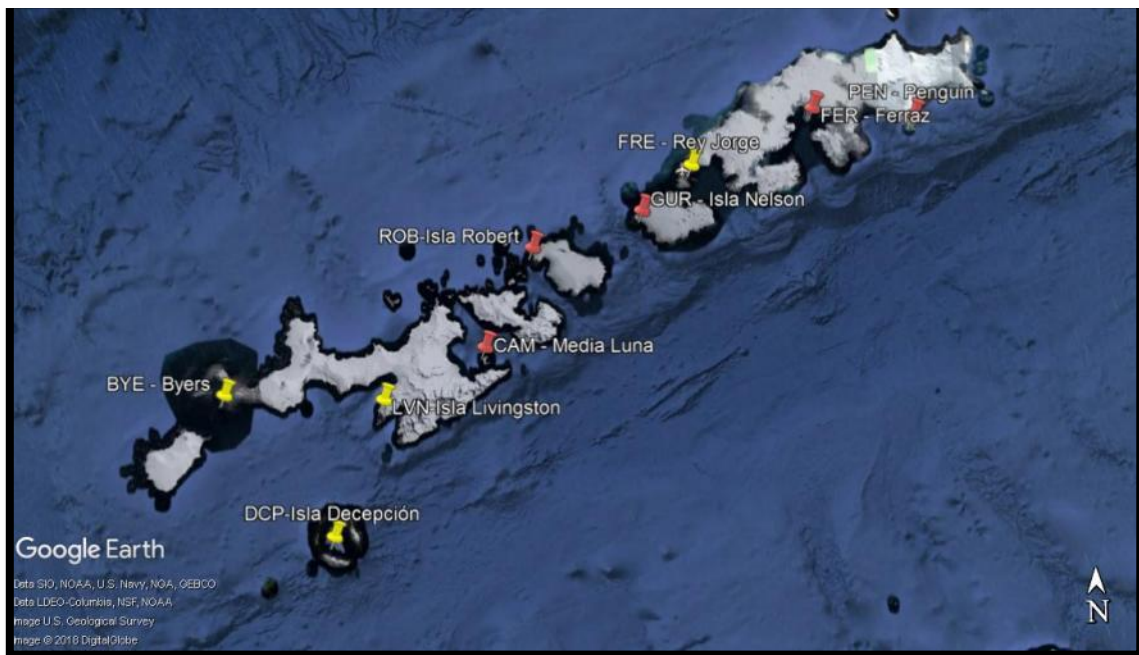 PEN - Penguin
FER - Ferraz
FRE - Rey Jorge
GUR - Isla Nelson
ROB-Isla Robert
CAM - Media Luna
BYE - Byers
LVN-Isla Livingston
DCP-Isla Decepción
Google Earth
Data SIO, NOAA, U.S. Navy, NGA, GEBCO
Data LDEO-Columbia, NSF, NOAA
Image U.S. Geological Survey
Image © 2018 DigitalGlobe
N